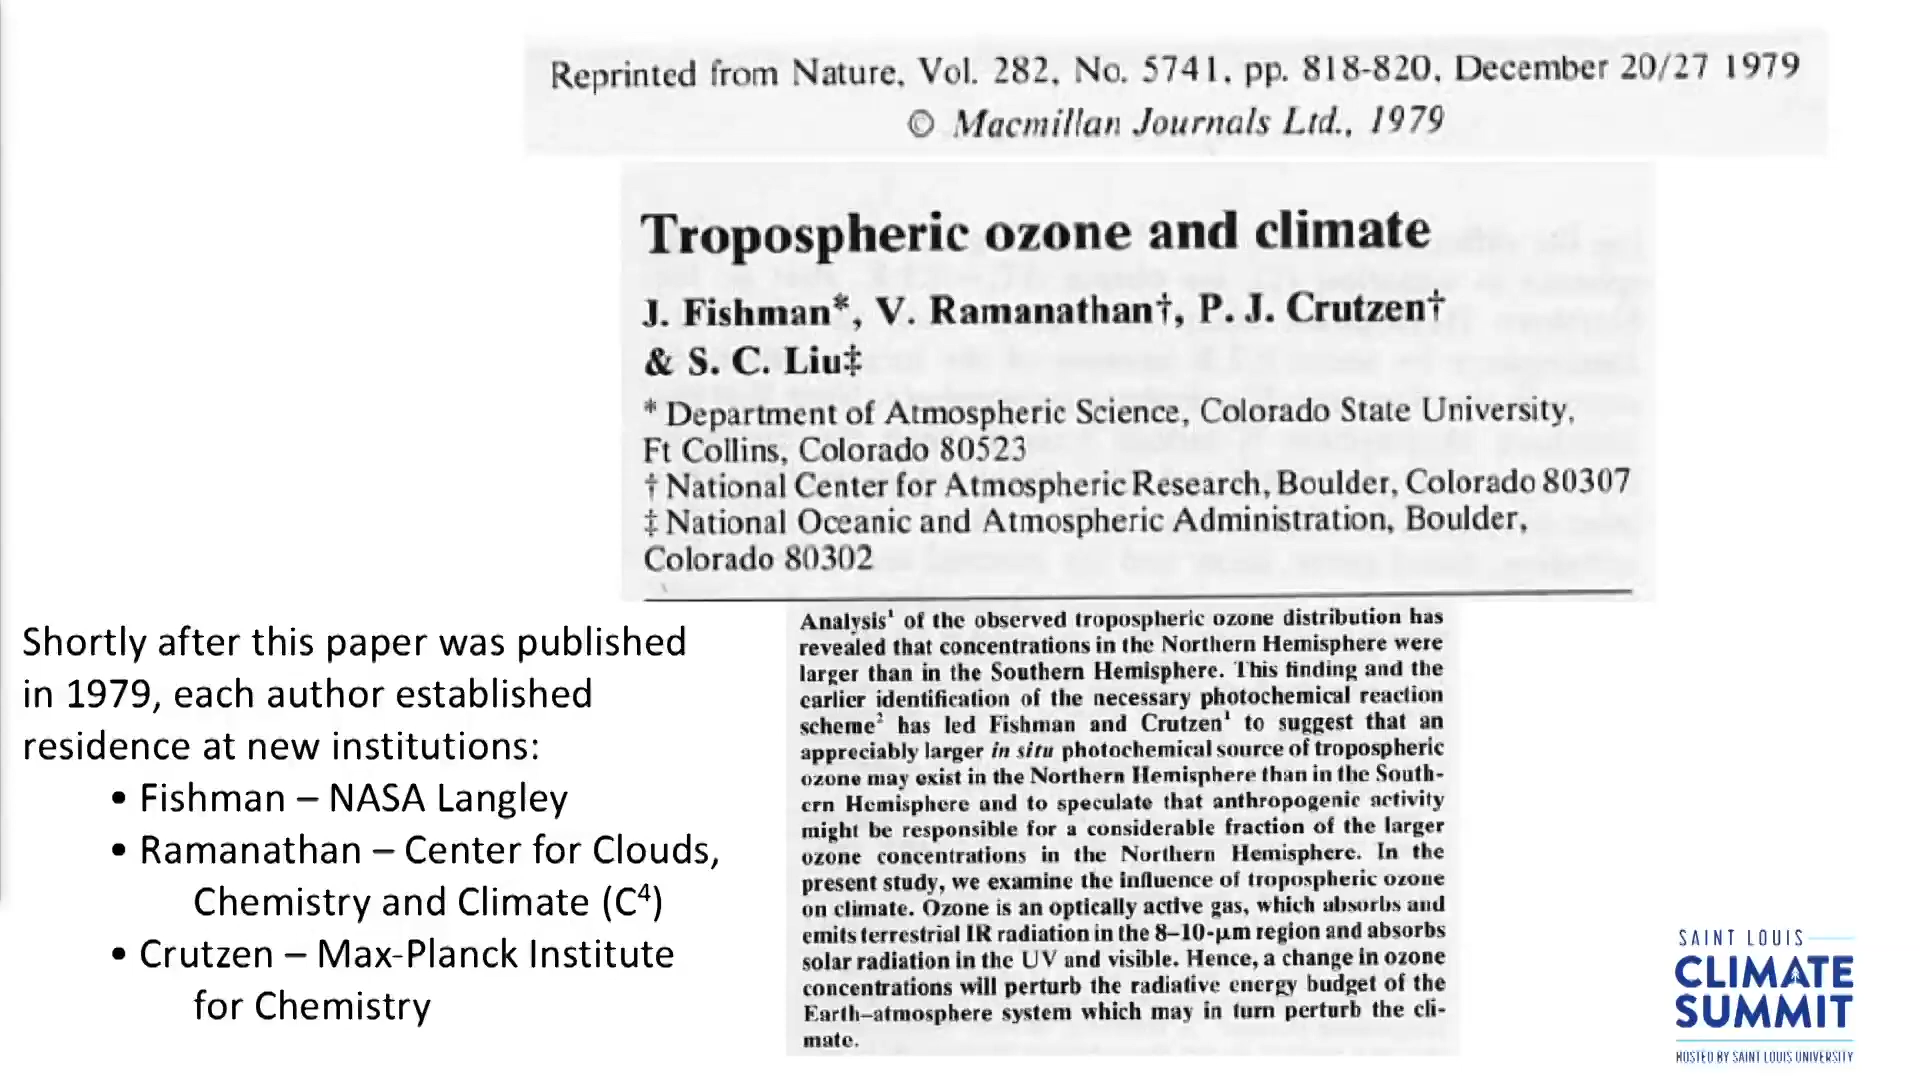 Reprinted from Nature, Vol. 282, No. 5741, pp. 818-820, December 20/27 1979
© Macmillan Journals Ltd., 1979
Tropospheric ozone and climate
J. Fishman*, V. Ramanathan†, P. J. Crutzen†
& S. C. Liu‡
* Department of Atmospheric Science, Colorado State University,
Ft Collins, Colorado 80523
† National Center for Atmospheric Research, Boulder, Colorado 80307
‡ National Oceanic and Atmospheric Administration, Boulder,
Colorado 80302
Analysis¹ of the observed tropospheric ozone distribution has
revealed that concentrations in the Northern Hemisphere were
larger than in the Southern Hemisphere. This finding and the
earlier identification of the necessary photochemical reaction
scheme² has led Fishman and Crutzen¹ to suggest that an
appreciably larger in situ photochemical source of tropospheric
ozone may exist in the Northern Hemisphere than in the South-
ern Hemisphere and to speculate that anthropogenic activity
might be responsible for a considerable fraction of the larger
ozone concentrations in the Northern Hemisphere. In the
present study, we examine the influence of tropospheric ozone
on climate. Ozone is an optically active gas, which absorbs and
emits terrestrial IR radiation in the 8–10-μm region and absorbs
solar radiation in the UV and visible. Hence, a change in ozone
concentrations will perturb the radiative energy budget of the
Earth–atmosphere system which may in turn perturb the cli-
mate.
Shortly after this paper was published
in 1979, each author established
residence at new institutions:
• Fishman – NASA Langley
• Ramanathan – Center for Clouds,
Chemistry and Climate (C⁴)
• Crutzen – Max-Planck Institute
for Chemistry
SAINT LOUIS
CLIMATE
SUMMIT
HOSTED BY SAINT LOUIS UNIVERSITY